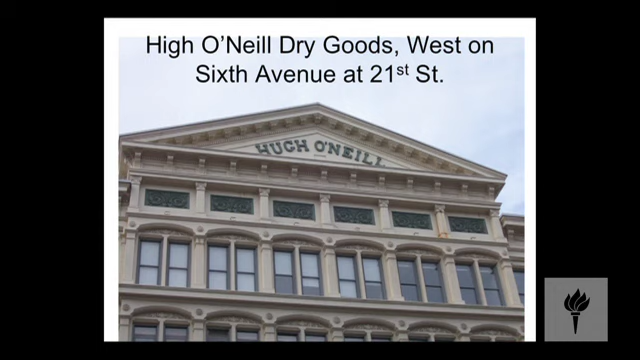 High O’Neill Dry Goods, West on
Sixth Avenue at 21st St.
HUGH O'NEILL